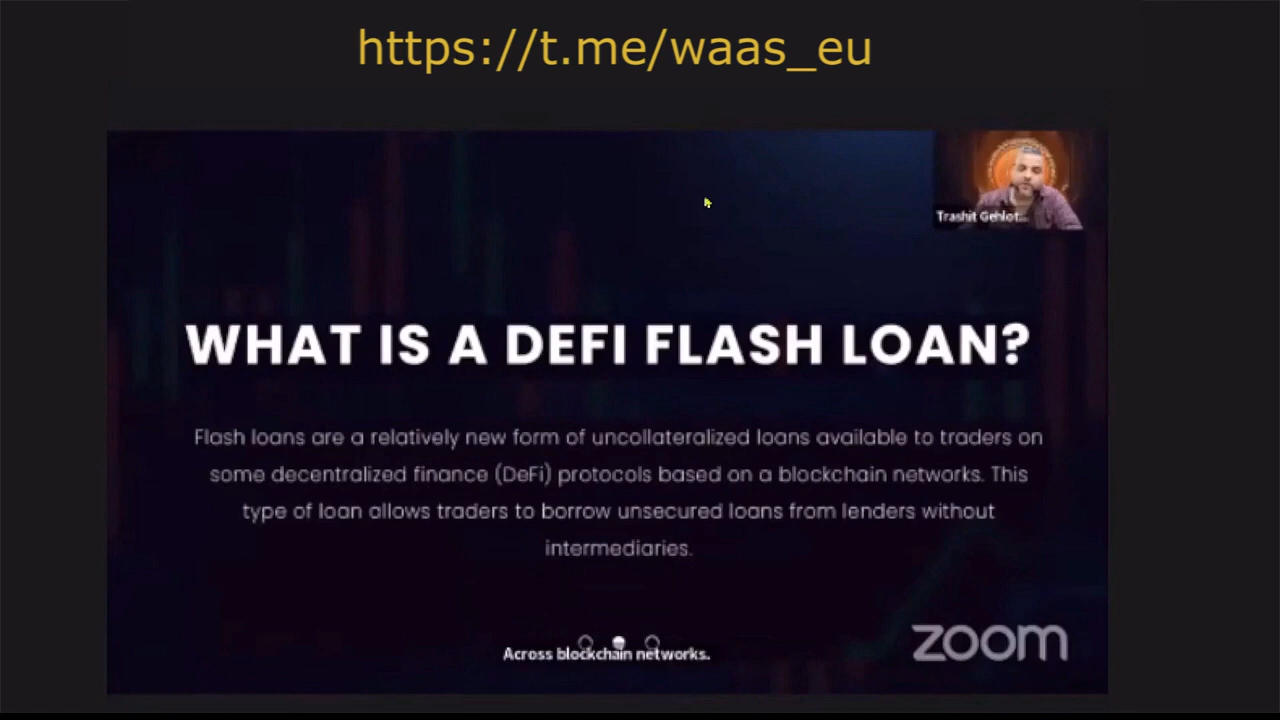 https://t.me/waas_eu
Trashit Gehlot...
WHAT IS A DEFI FLASH LOAN?
Flash loans are a relatively new form of uncollateralized loans available to traders on
some decentralized finance (DeFi) protocols based on a blockchain networks. This
type of loan allows traders to borrow unsecured loans from lenders without
intermediaries.
Across blockchain networks.
zoom